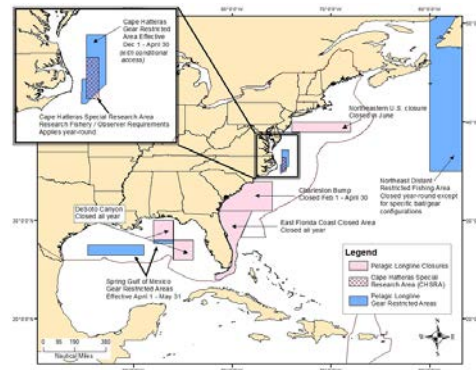 Cape Hatteras
Gear Restricted
Area Effective
Dec 1 - April 30
(with conditional
access)
Cape Hatteras Special Research Area
Research Fishery / Observer Requirements
Applies year-round
Northeastern U.S. closure
Closed in June
Charleston Bump
Closed Feb 1 - April 30
Northeast Distant
Restricted Fishing Area
Closed year-round except
for specific bait/gear
configurations
DeSoto Canyon
Closed all year
East Florida Coast Closed Area
Closed all year
Spring Gulf of Mexico
Gear Restricted Areas
Effective April 1 - May 31
Legend
Pelagic Longline Closures
Cape Hatteras Special
Research Area (CHSRA)
Pelagic Longline
Gear Restricted Areas
Nautical Miles